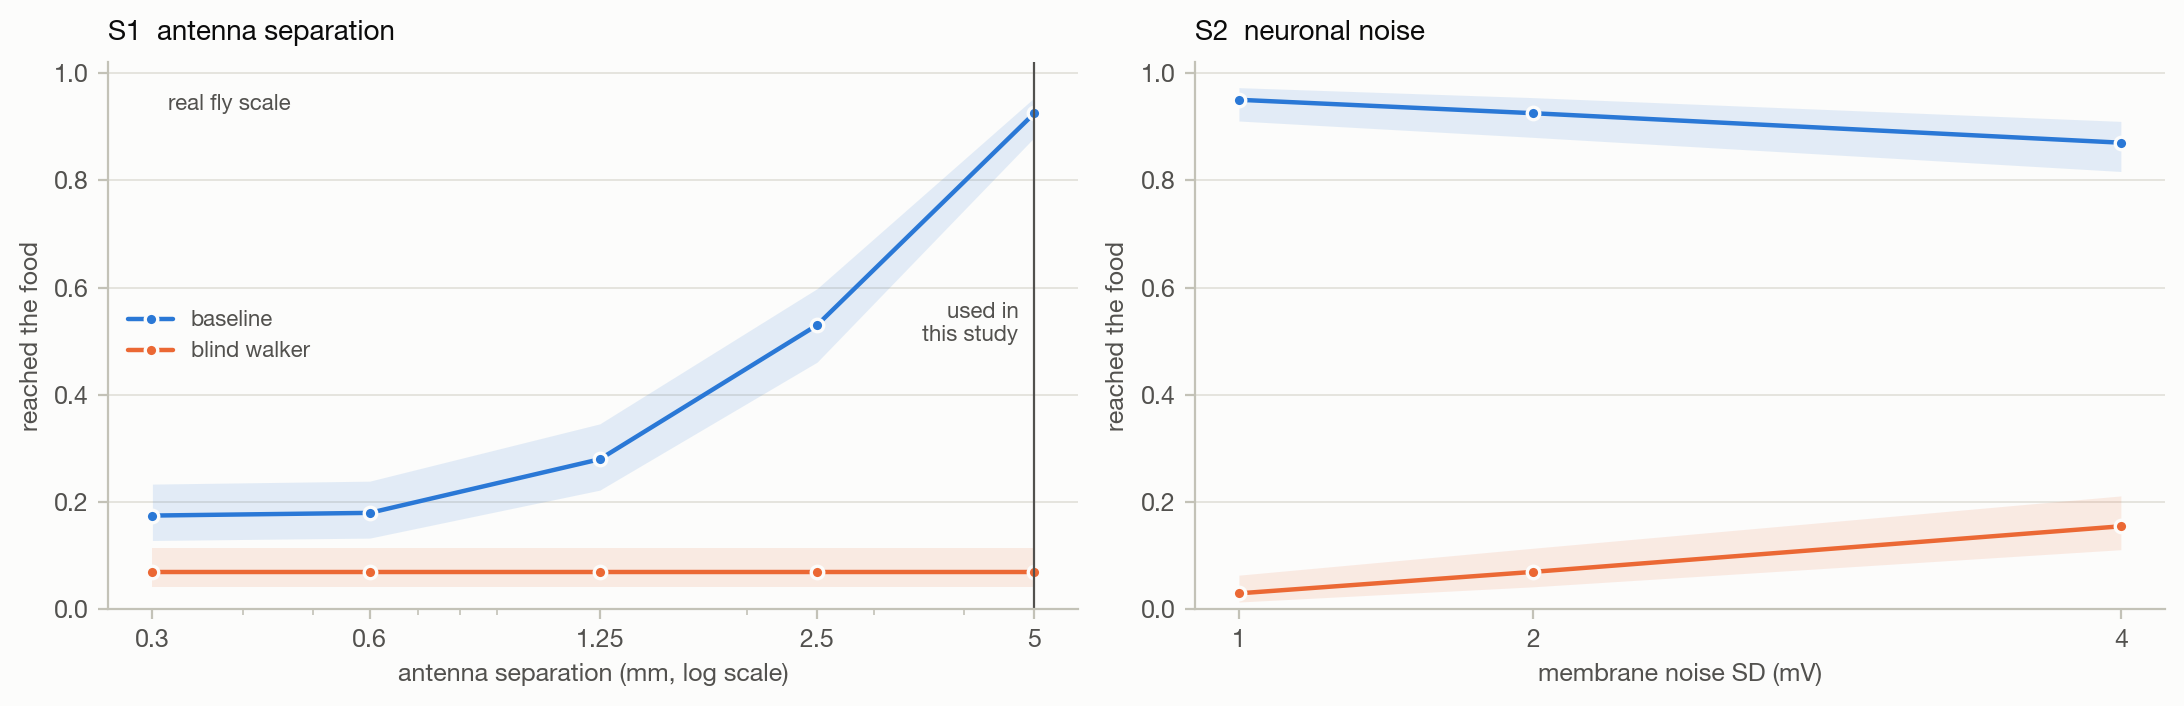 S1 antenna separation
1.0
0.8
0.6
0.4
0.2
0.0
reached the food
real fly scale
baseline
blind walker
used in
this study
0.3
0.6
1.25
2.5
5
antenna separation (mm, log scale)
S2 neuronal noise
1.0
0.8
0.6
0.4
0.2
0.0
reached the food
1
2
4
membrane noise SD (mV)